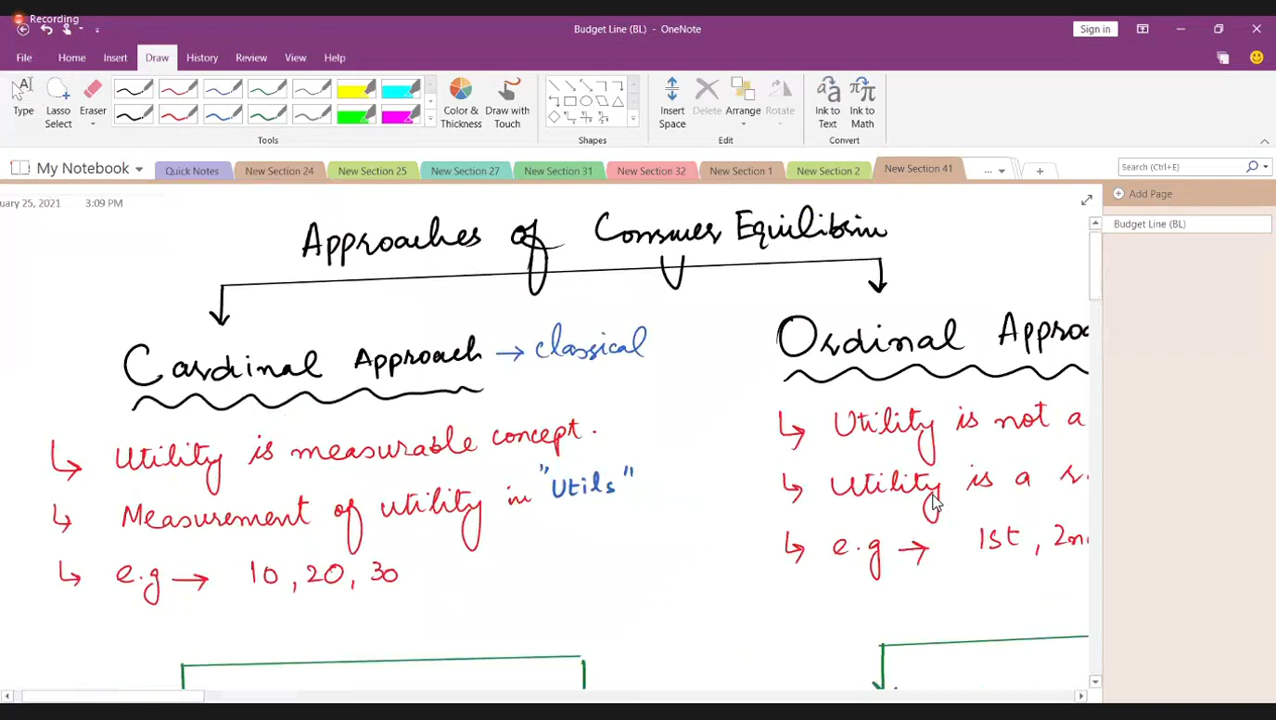 Recording
Budget Line (BL) - OneNote
Sign in
File Home Insert Draw History Review View Help
Type
Lasso Select
Eraser
Color & Thickness
Draw with Touch
Insert Space
Delete
Arrange
Rotate
Ink to Text
Ink to Math
Tools
Shapes
Edit
Convert
My Notebook
Quick Notes
New Section 24
New Section 25
New Section 27
New Section 31
New Section 32
New Section 1
New Section 2
New Section 41
...
Search (Ctrl+E)
Add Page
Budget Line (BL)
uary 25, 2021 3:09 PM
Approaches of Consumer Equilibrium
Cardinal Approach → classical
Utility is measurable concept.
Measurement of utility in "Utils"
e.g → 10, 20, 30
Ordinal Approa
Utility is not a
Utility is a
e.g → 1st, 2n